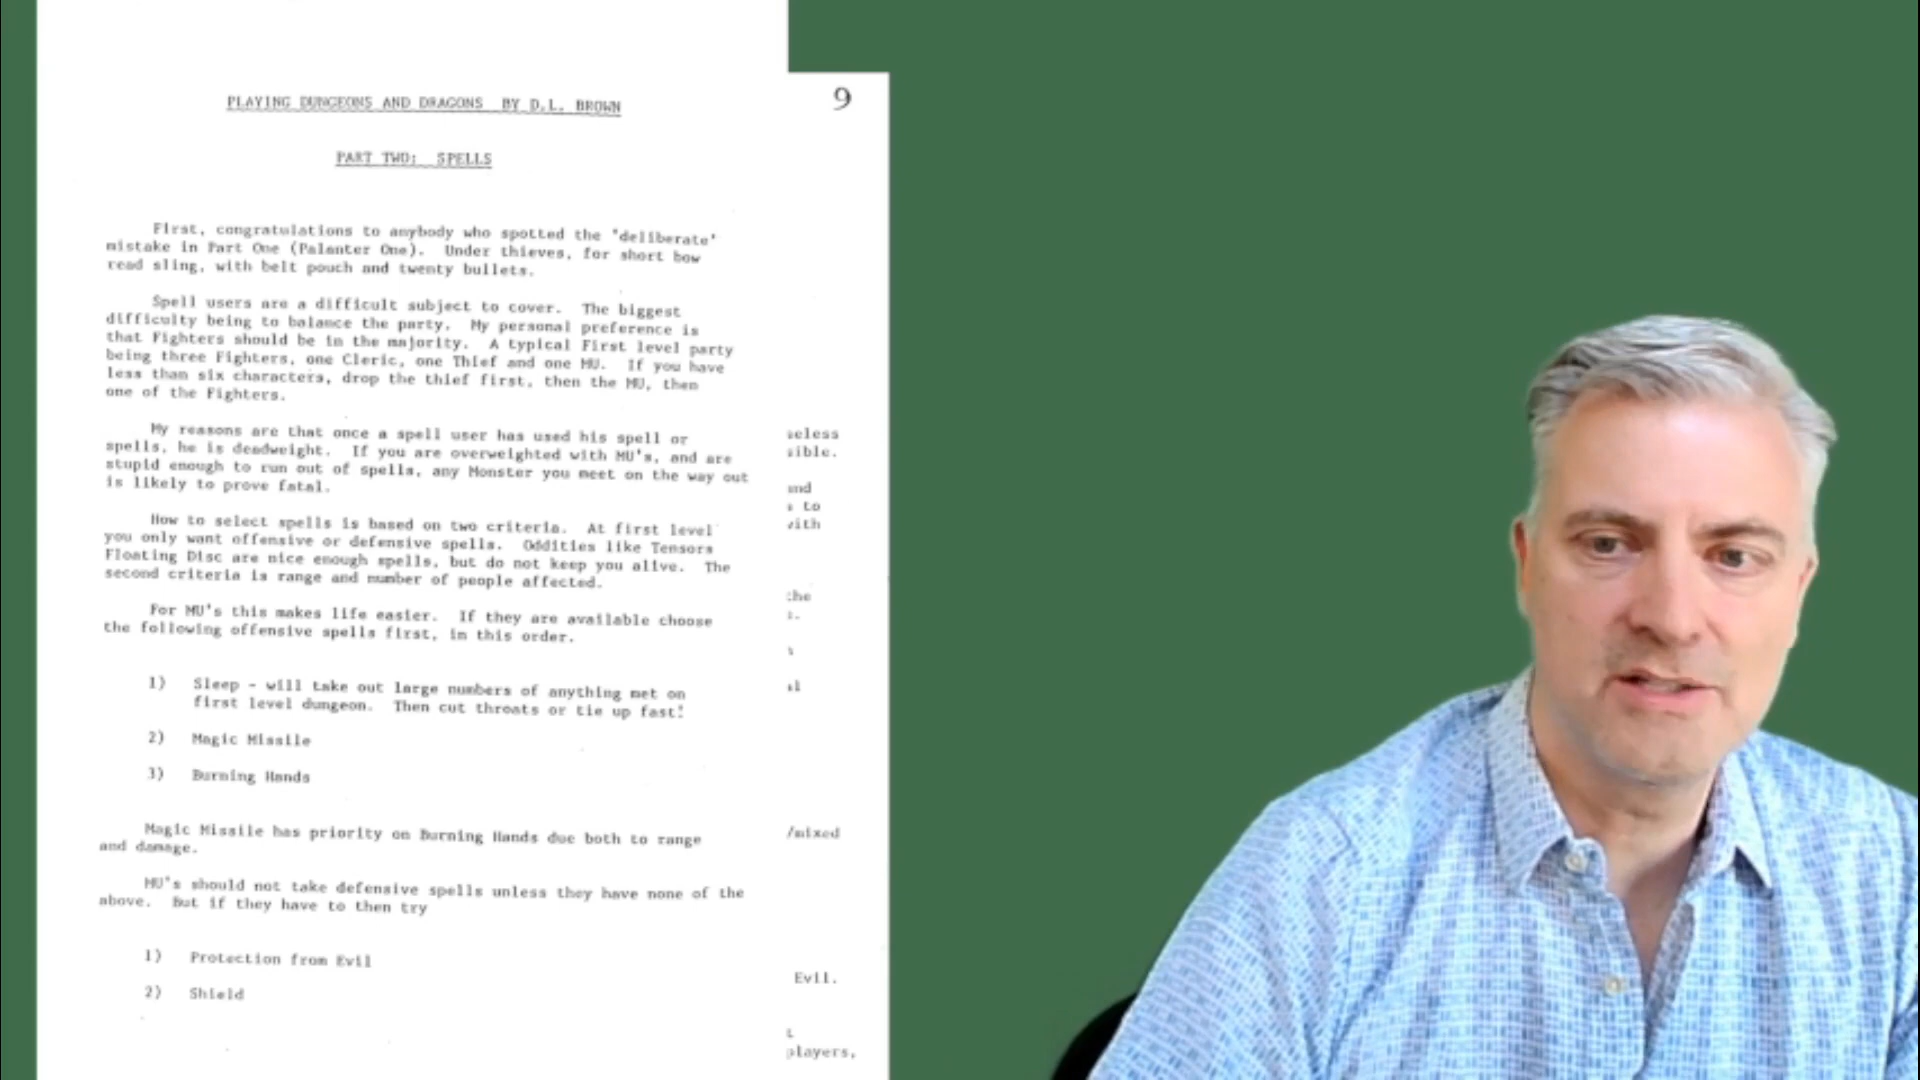 PLAYING DUNGEONS AND DRAGONS BY D.L. BROWN
PART TWO: SPELLS
First, congratulations to anybody who spotted the "deliberate'
mistake in Part One (Palanter One). Under thieves, for short bow
read sling, with belt pouch and twenty bullets.
Spell users are a difficult subject to cover. The biggest
difficulty being to balance the party. My personal preference is
that Fighters should be in the majority. A typical First level party
being three Fighters, one Cleric, one Thief and one MU. If you have
less than six characters, drop the thief first, then the MU, then
one of the Fighters.
My reasons are that once a spell user has used his spell or
spells, he is deadweight. If you are overweighted with MU's, and are
stupid enough to run out of spells, any Monster you meet on the way out
is likely to prove fatal.
How to select spells is based on two criteria. At first level
you only want offensive or defensive spells. Oddities like Tensors
Floating Disc are nice enough spells, but do not keep you alive. The
second criteria is range and number of people affected.
For MU's this makes life easier. If they are available choose
the following offensive spells first, in this order.
1) Sleep - will take out large numbers of anything met on
first level dungeon. Then cut throats or tie up fast!
2) Magic Missile
3) Burning Hands
Magic Missile has priority on Burning Hands due both to range
and damage.
MU's should not take defensive spells unless they have none of the
above. But if they have to then try
1) Protection from Evil
2) Shield
9
seless
sible.
and
s to
with
the
al
/mixed
Evil.
players,